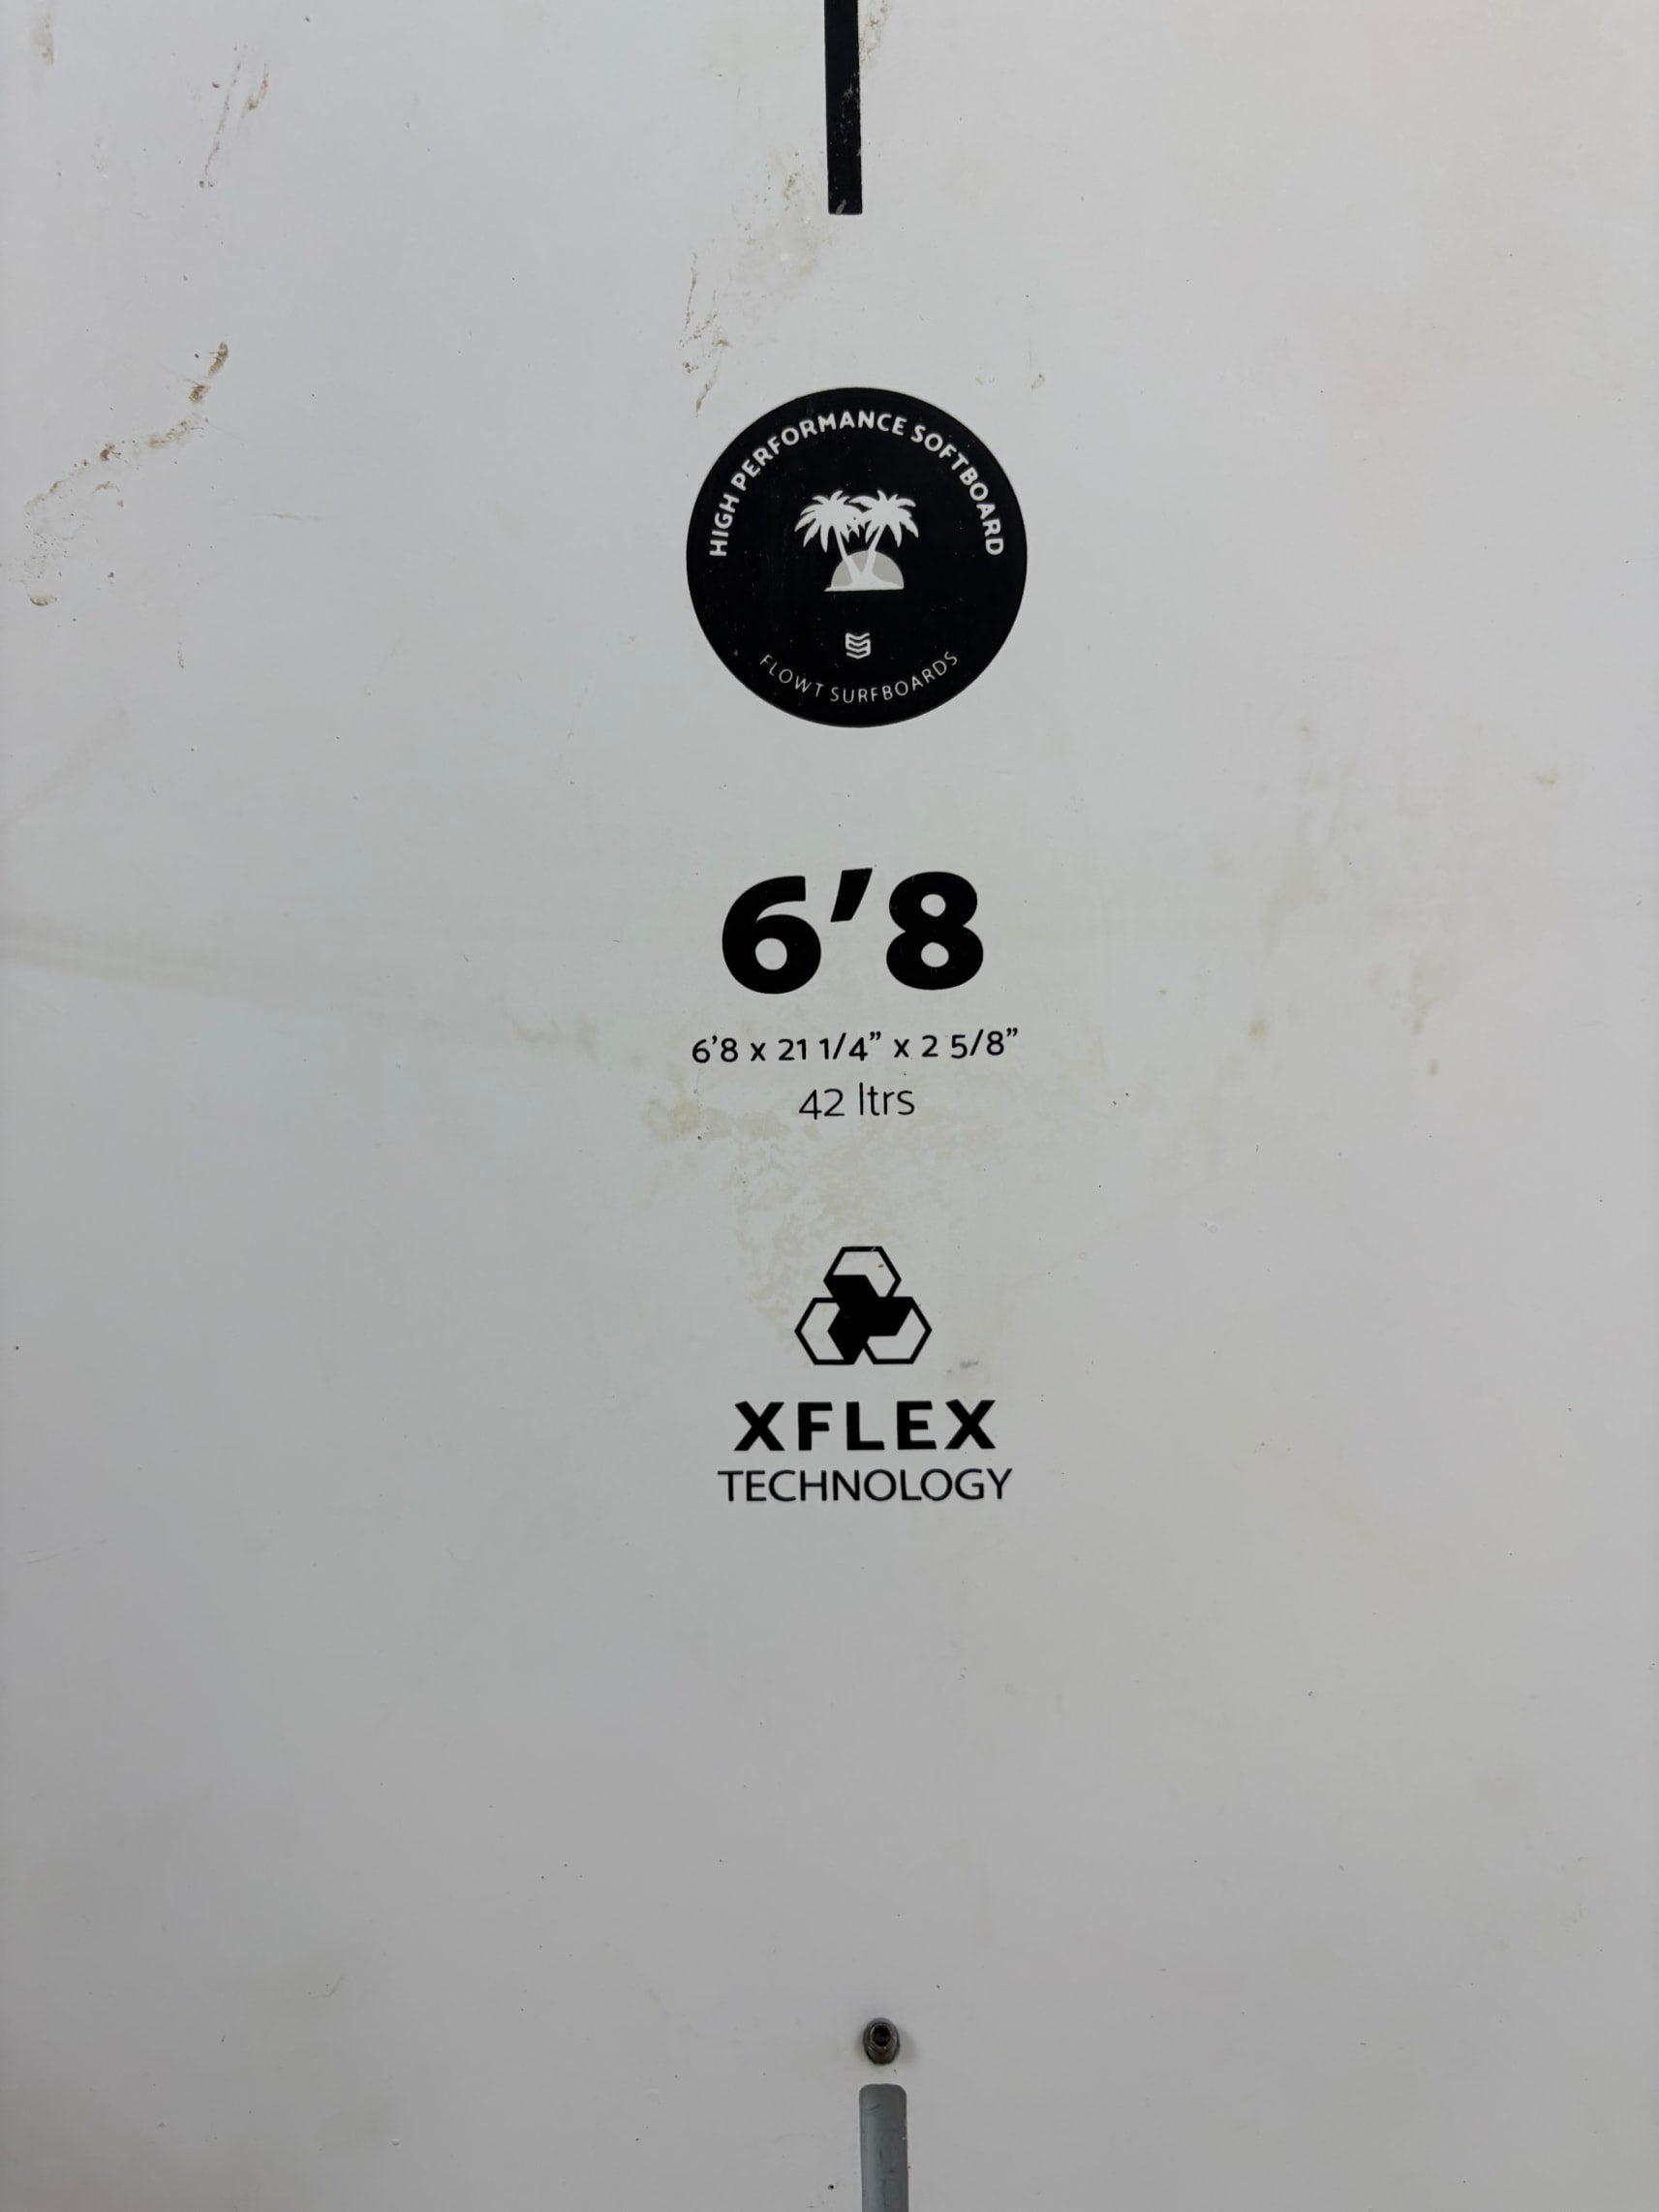 HIGH PERFORMANCE SOFTBOARD
FLOWT SURFBOARDS
6’8
6’8 x 21 1/4” x 2 5/8”
42 ltrs
XFLEX
TECHNOLOGY